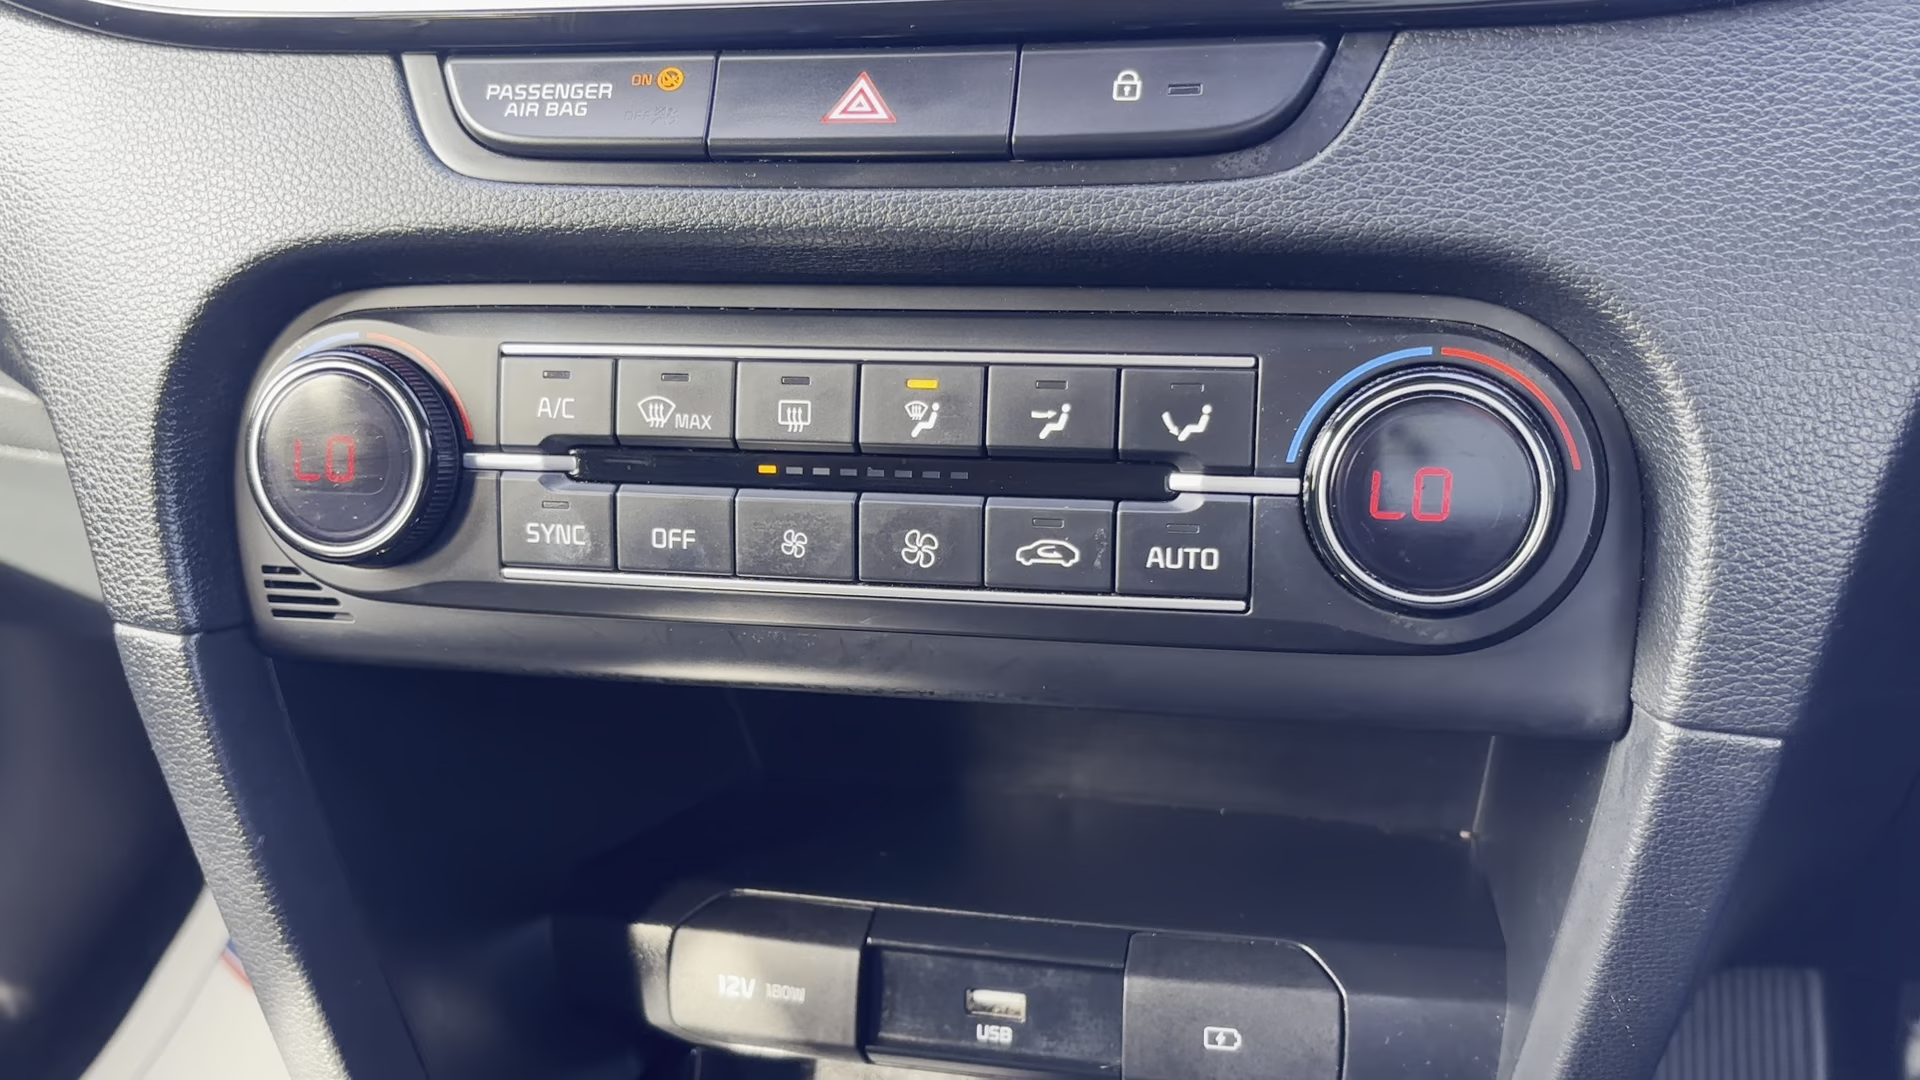 PASSENGER
AIR BAG
ON
OFF
A/C
MAX
LO
LO
SYNC
OFF
AUTO
12V 180W
USB